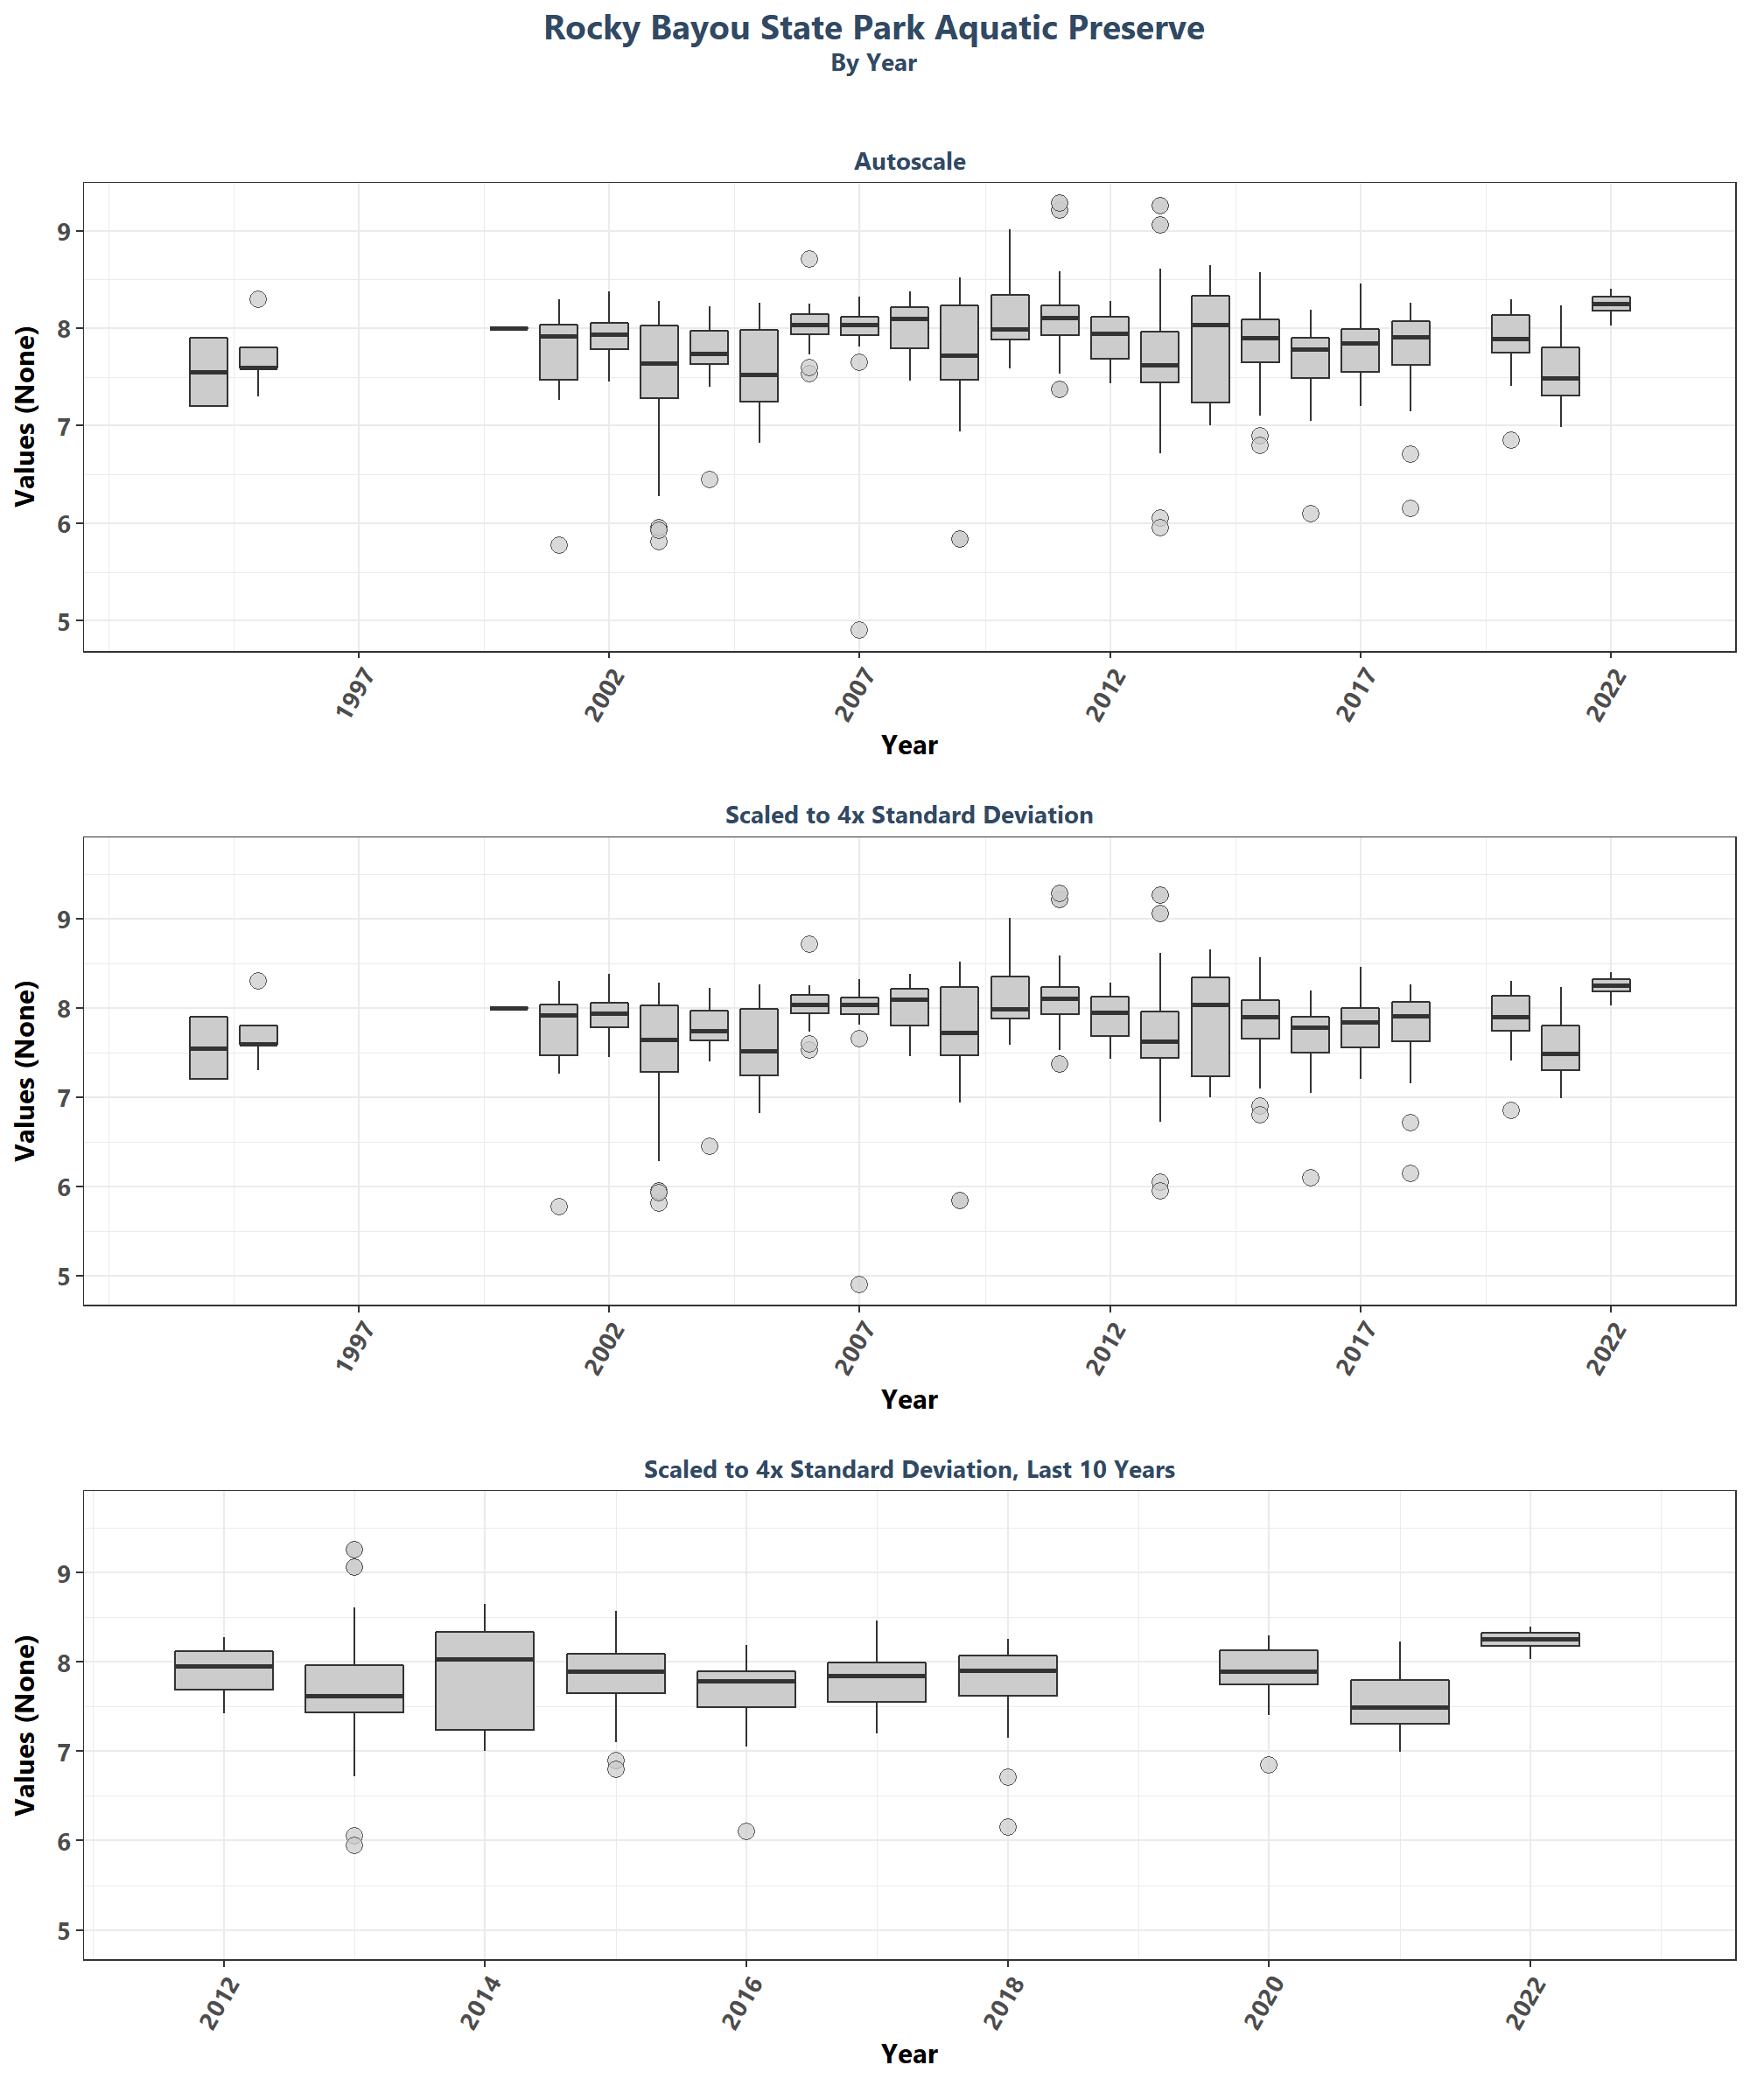 Rocky Bayou State Park Aquatic Preserve
By Year
Autoscale
Values (None)
9
8
7
6
5
1997 2002 2007 2012 2017 2022
Year
Scaled to 4x Standard Deviation
Values (None)
9
8
7
6
5
1997 2002 2007 2012 2017 2022
Year
Scaled to 4x Standard Deviation, Last 10 Years
Values (None)
9
8
7
6
5
2012 2014 2016 2018 2020 2022
Year